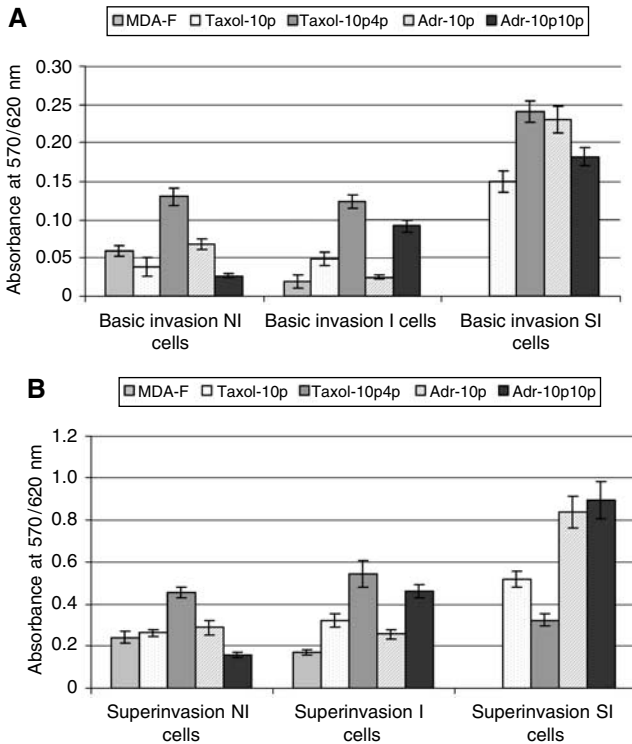 A
MDA-F Taxol-10p Taxol-10p4p Adr-10p Adr-10p10p
Absorbance at 570/620 nm
0.30
0.25
0.20
0.15
0.10
0.05
0
Basic invasion NI cells
Basic invasion I cells
Basic invasion SI cells
B
MDA-F Taxol-10p Taxol-10p4p Adr-10p Adr-10p10p
Absorbance at 570/620 nm
1.2
1.0
0.8
0.6
0.4
0.2
0
Superinvasion NI cells
Superinvasion I cells
Superinvasion SI cells